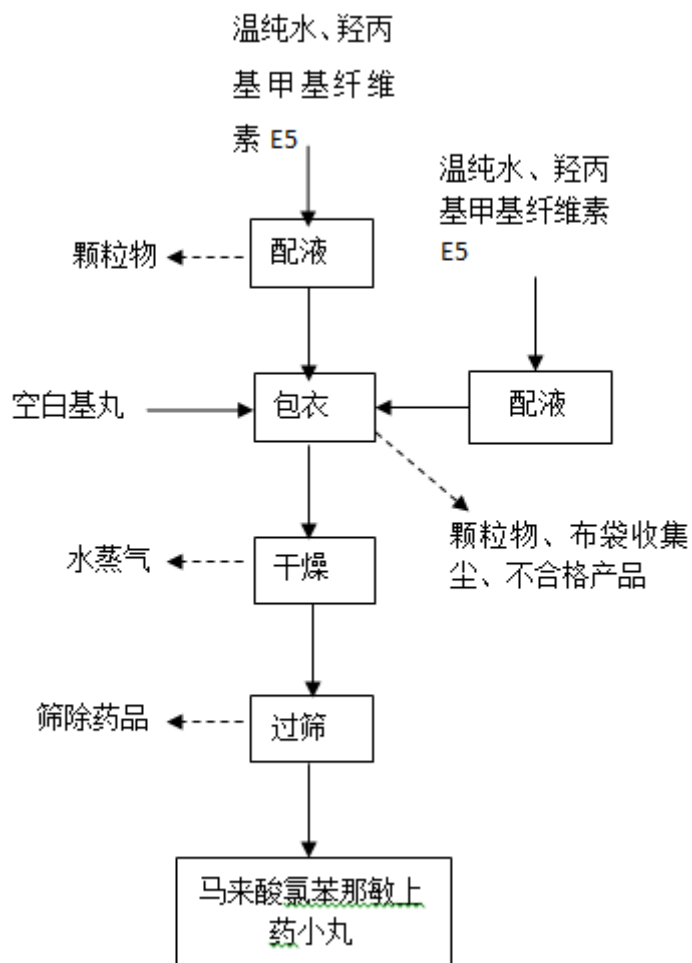 温纯水、羟丙
基甲基纤维
素 E5
温纯水、羟丙
基甲基纤维素
E5
颗粒物
配液
空白基丸
包衣
配液
颗粒物、布袋收集
尘、不合格产品
水蒸气
干燥
筛除药品
过筛
马来酸氯苯那敏上
药小丸